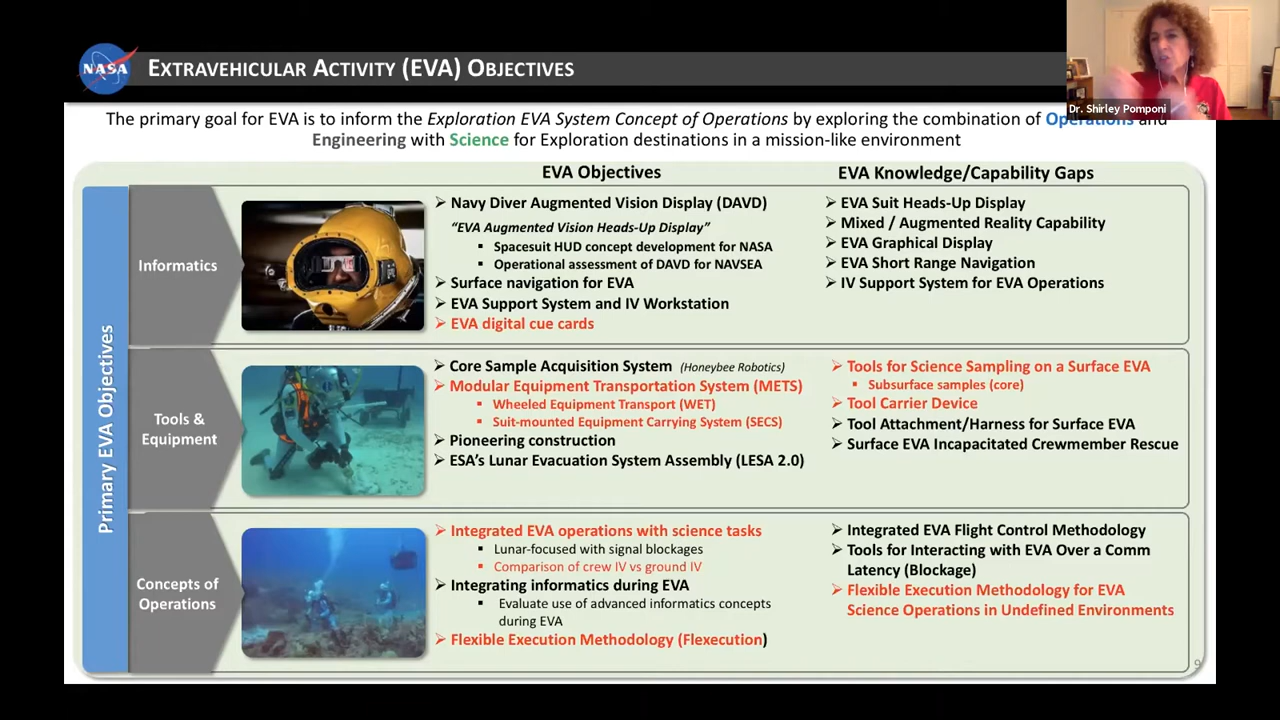 NASA
EXTRAVEHICULAR ACTIVITY (EVA) OBJECTIVES
Dr. Shirley Pomponi
The primary goal for EVA is to inform the Exploration EVA System Concept of Operations by exploring the combination of Operations and
Engineering with Science for Exploration destinations in a mission-like environment
EVA Objectives
EVA Knowledge/Capability Gaps
Primary EVA Objectives
Informatics
➢ Navy Diver Augmented Vision Display (DAVD)
"EVA Augmented Vision Heads-Up Display"
▪ Spacesuit HUD concept development for NASA
▪ Operational assessment of DAVD for NAVSEA
➢ Surface navigation for EVA
➢ EVA Support System and IV Workstation
➢ EVA digital cue cards
➢ EVA Suit Heads-Up Display
➢ Mixed / Augmented Reality Capability
➢ EVA Graphical Display
➢ EVA Short Range Navigation
➢ IV Support System for EVA Operations
Tools &
Equipment
➢ Core Sample Acquisition System (Honeybee Robotics)
➢ Modular Equipment Transportation System (METS)
▪ Wheeled Equipment Transport (WET)
▪ Suit-mounted Equipment Carrying System (SECS)
➢ Pioneering construction
➢ ESA's Lunar Evacuation System Assembly (LESA 2.0)
➢ Tools for Science Sampling on a Surface EVA
▪ Subsurface samples (core)
➢ Tool Carrier Device
➢ Tool Attachment/Harness for Surface EVA
➢ Surface EVA Incapacitated Crewmember Rescue
Concepts of
Operations
➢ Integrated EVA operations with science tasks
▪ Lunar-focused with signal blockages
▪ Comparison of crew IV vs ground IV
➢ Integrating informatics during EVA
▪ Evaluate use of advanced informatics concepts
during EVA
➢ Flexible Execution Methodology (Flexecution)
➢ Integrated EVA Flight Control Methodology
➢ Tools for Interacting with EVA Over a Comm
Latency (Blockage)
➢ Flexible Execution Methodology for EVA
Science Operations in Undefined Environments
9